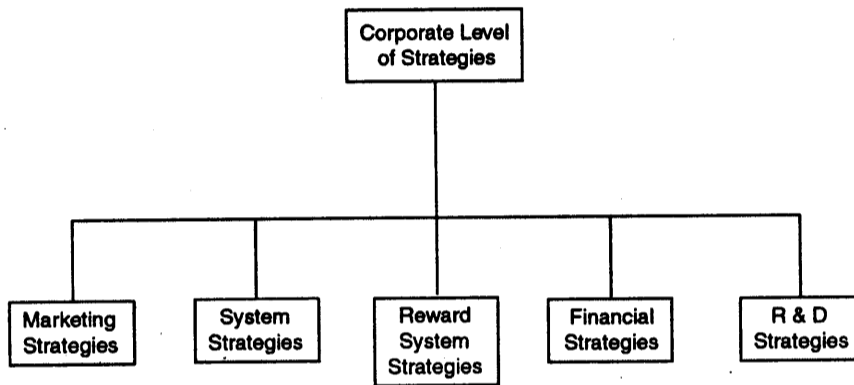 Corporate Level
of Strategies
Marketing
Strategies
System
Strategies
Reward
System
Strategies
Financial
Strategies
R & D
Strategies